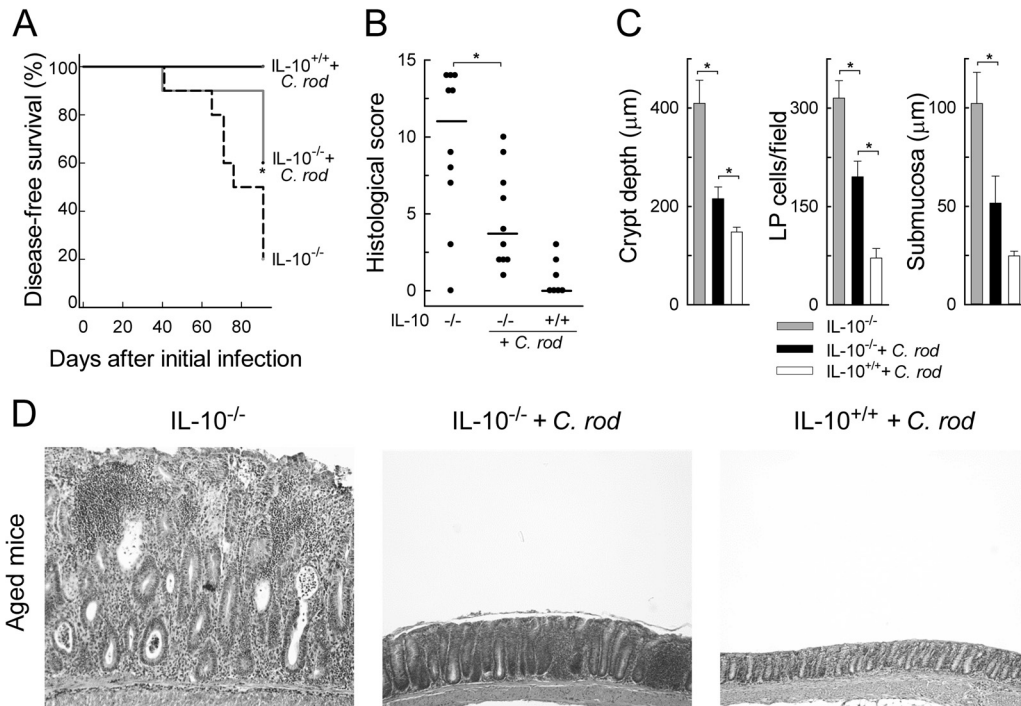 A
B
C
IL-10+/+ +
C. rod
IL-10-/- +
C. rod
*
IL-10-/-
Disease-free survival (%)
100
80
60
40
20
0
0 20 40 60 80
Days after initial infection
Histological score
15
10
5
0
*
IL-10 -/- -/- +/+
+ C. rod
Crypt depth (µm)
400
200
0
*
*
LP cells/field
300
150
0
*
*
Submucosa (µm)
100
50
0
*
IL-10-/-
IL-10-/- + C. rod
IL-10+/+ + C. rod
D
IL-10-/-
IL-10-/- + C. rod
IL-10+/+ + C. rod
Aged mice